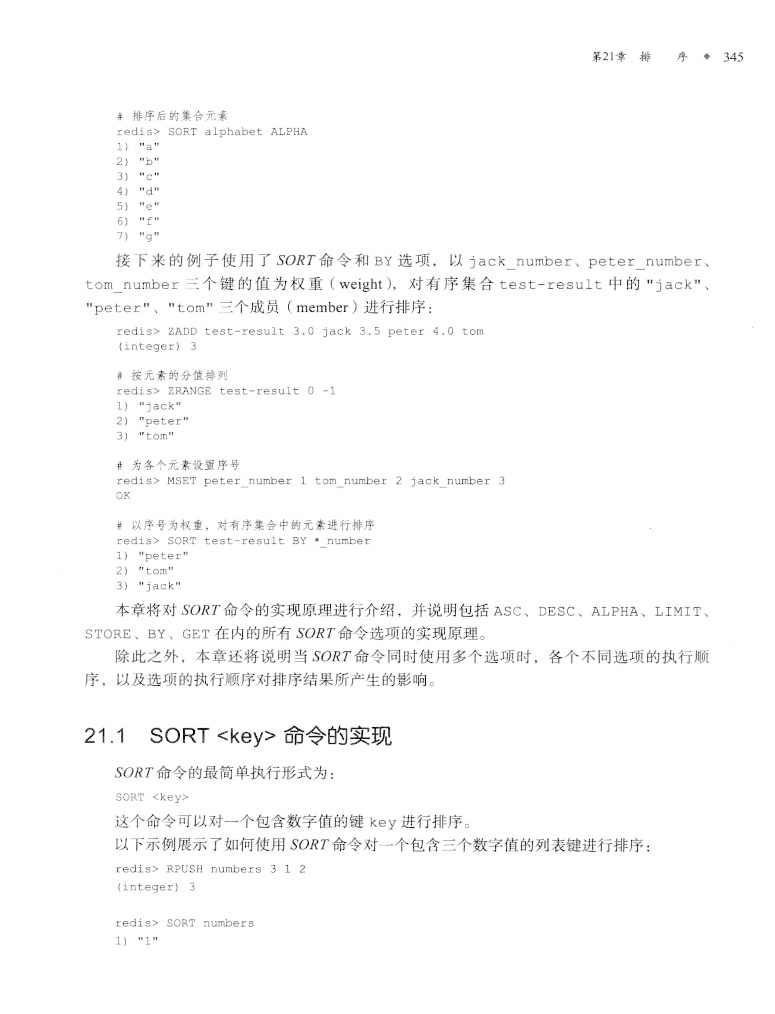 第21章 排 序 ◆ 345
# 排序后的集合元素
redis> SORT alphabet ALPHA
1) "a"
2) "b"
3) "c"
4) "d"
5) "e"
6) "f"
7) "g"
接下来的例子使用了 SORT 命令和 BY 选项，以 jack_number、peter_number、
tom_number 三个键的值为权重（weight），对有序集合 test-result 中的 "jack"、
"peter"、"tom" 三个成员（member）进行排序：
redis> ZADD test-result 3.0 jack 3.5 peter 4.0 tom
(integer) 3
# 按元素的分值排列
redis> ZRANGE test-result 0 -1
1) "jack"
2) "peter"
3) "tom"
# 为各个元素设置序号
redis> MSET peter_number 1 tom_number 2 jack_number 3
OK
# 以序号为权重，对有序集合中的元素进行排序
redis> SORT test-result BY *_number
1) "peter"
2) "tom"
3) "jack"
本章将对 SORT 命令的实现原理进行介绍，并说明包括 ASC、DESC、ALPHA、LIMIT、
STORE、BY、GET 在内的所有 SORT 命令选项的实现原理。
除此之外，本章还将说明当 SORT 命令同时使用多个选项时，各个不同选项的执行顺
序，以及选项的执行顺序对排序结果所产生的影响。
21.1 SORT <key> 命令的实现
SORT 命令的最简单执行形式为：
SORT <key>
这个命令可以对一个包含数字值的键 key 进行排序。
以下示例展示了如何使用 SORT 命令对一个包含三个数字值的列表键进行排序：
redis> RPUSH numbers 3 1 2
(integer) 3
redis> SORT numbers
1) "1"